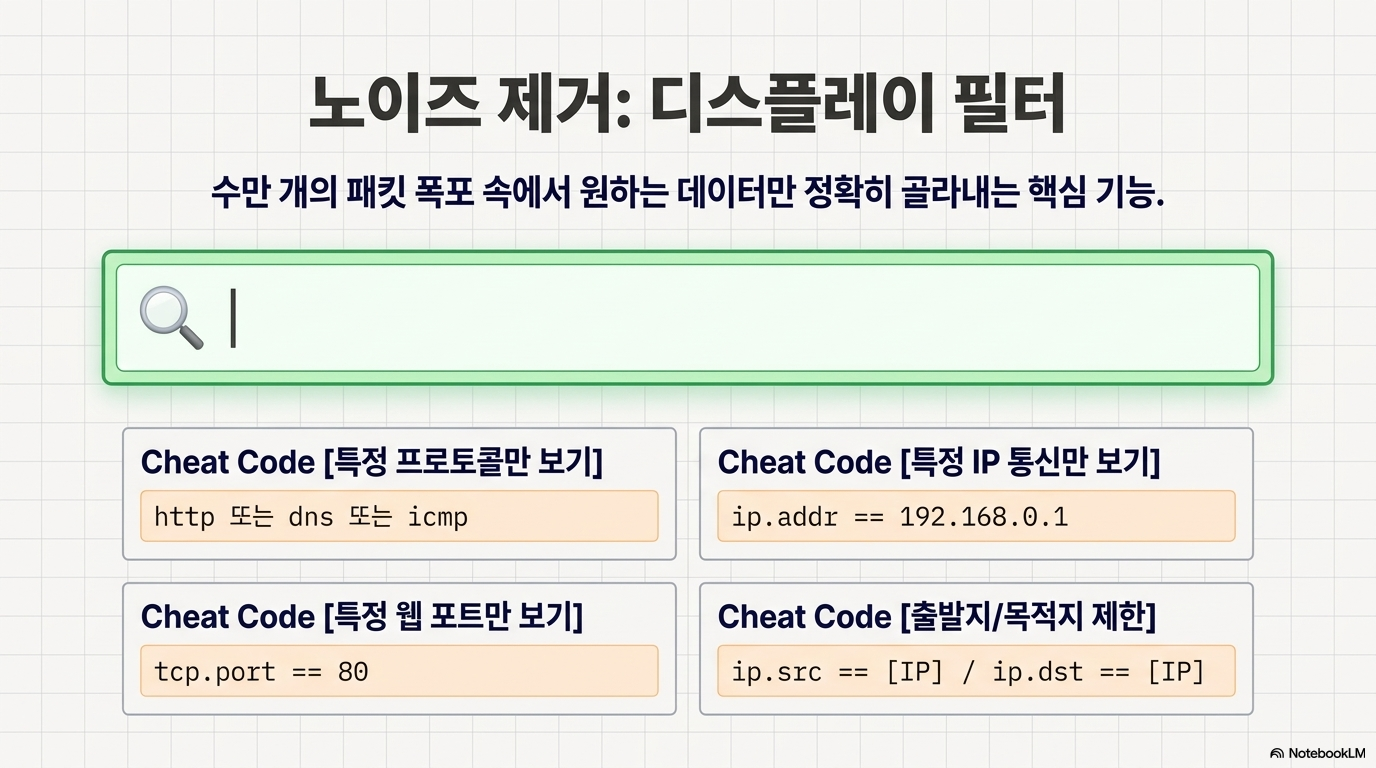 노이즈 제거: 디스플레이 필터
수만 개의 패킷 폭포 속에서 원하는 데이터만 정확히 골라내는 핵심 기능.
Cheat Code [특정 프로토콜만 보기]
http 또는 dns 또는 icmp
Cheat Code [특정 IP 통신만 보기]
ip.addr == 192.168.0.1
Cheat Code [특정 웹 포트만 보기]
tcp.port == 80
Cheat Code [출발지/목적지 제한]
ip.src == [IP] / ip.dst == [IP]
NotebookLM